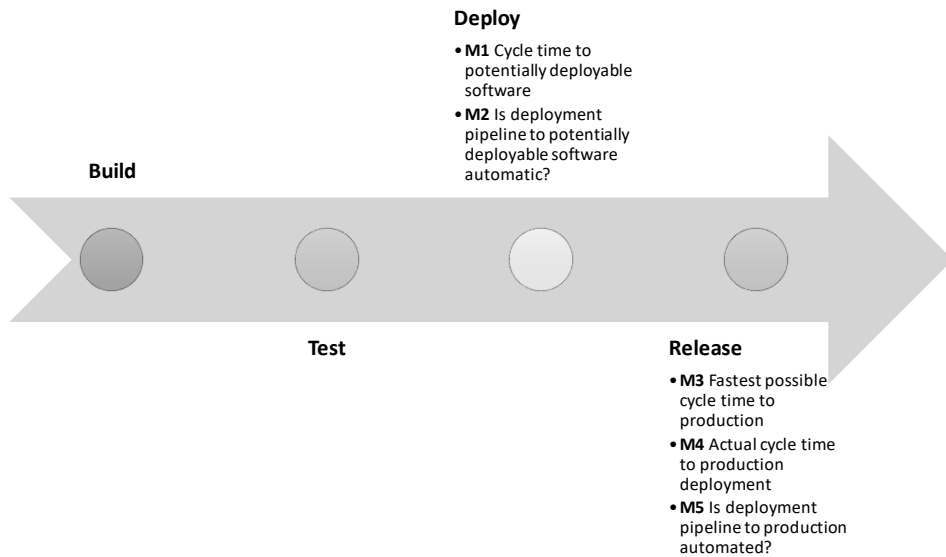 Deploy
• M1 Cycle time to
potentially deployable
software
• M2 Is deployment
pipeline to potentially
deployable software
automatic?
Build
Test
Release
• M3 Fastest possible
cycle time to
production
• M4 Actual cycle time
to production
deployment
• M5 Is deployment
pipeline to production
automated?